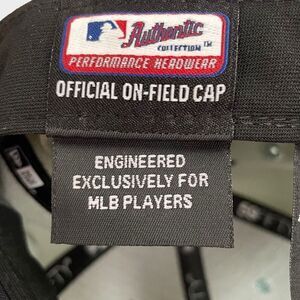 Authentic
COLLECTION™
PERFORMANCE HEADWEAR
OFFICIAL ON-FIELD CAP
ENGINEERED
EXCLUSIVELY FOR
MLB PLAYERS